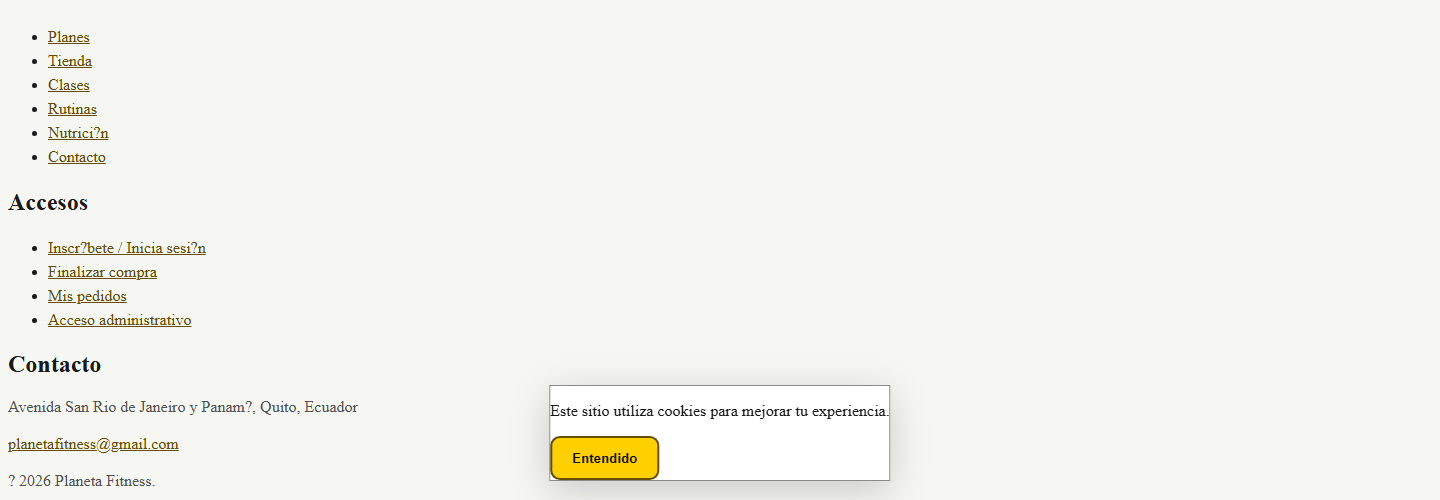 Planes
Tienda
Clases
Rutinas
Nutrici?n
Contacto
Accesos
Inscr?bete / Inicia sesi?n
Finalizar compra
Mis pedidos
Acceso administrativo
Contacto
Avenida San Rio de Janeiro y Panam?, Quito, Ecuador
planetafitness@gmail.com
? 2026 Planeta Fitness.
Este sitio utiliza cookies para mejorar tu experiencia.
Entendido